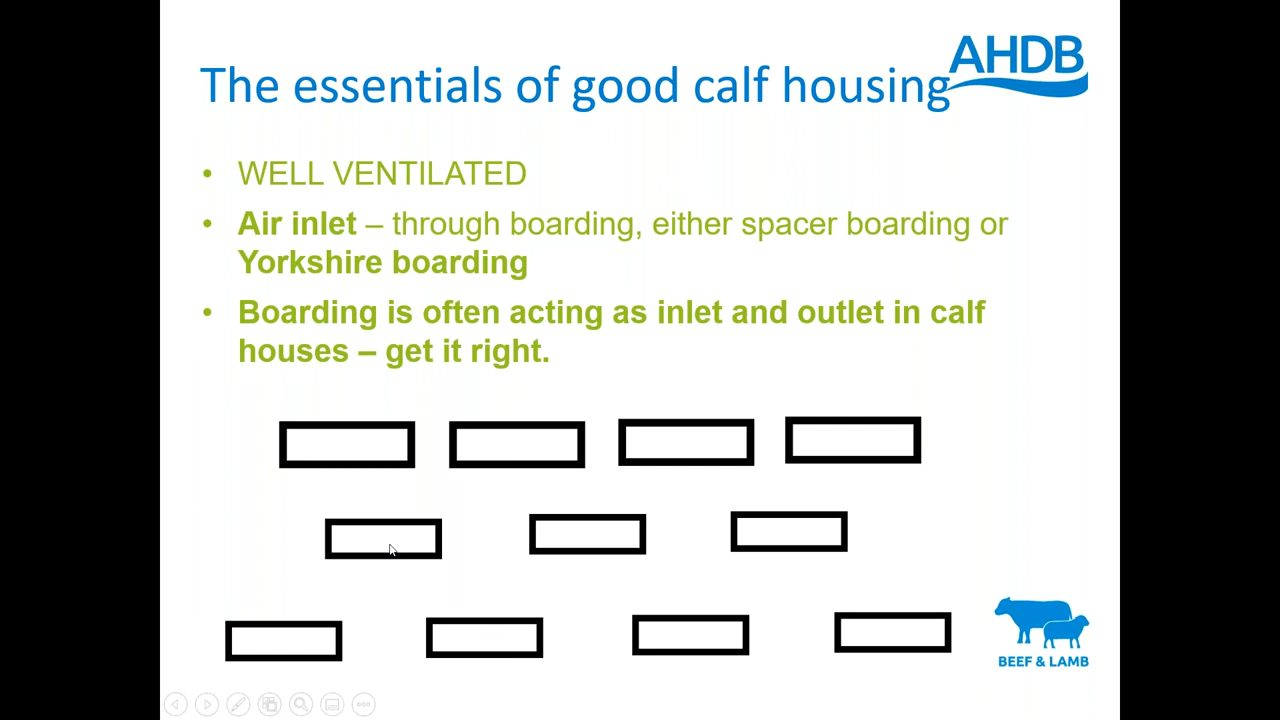 AHDB
The essentials of good calf housing
• WELL VENTILATED
• Air inlet – through boarding, either spacer boarding or
Yorkshire boarding
• Boarding is often acting as inlet and outlet in calf
houses – get it right.
BEEF & LAMB